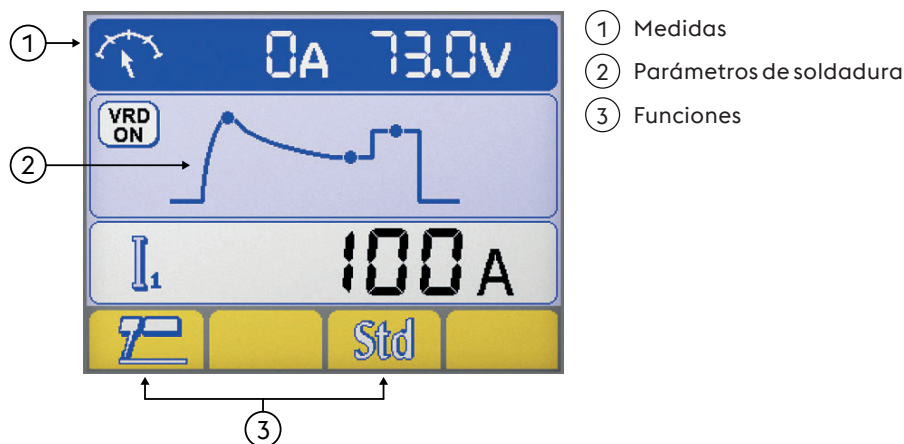 1
0A 73.0V
VRD
ON
2
I1
100A
Std
3
1 Medidas
2 Parámetros de soldadura
3 Funciones